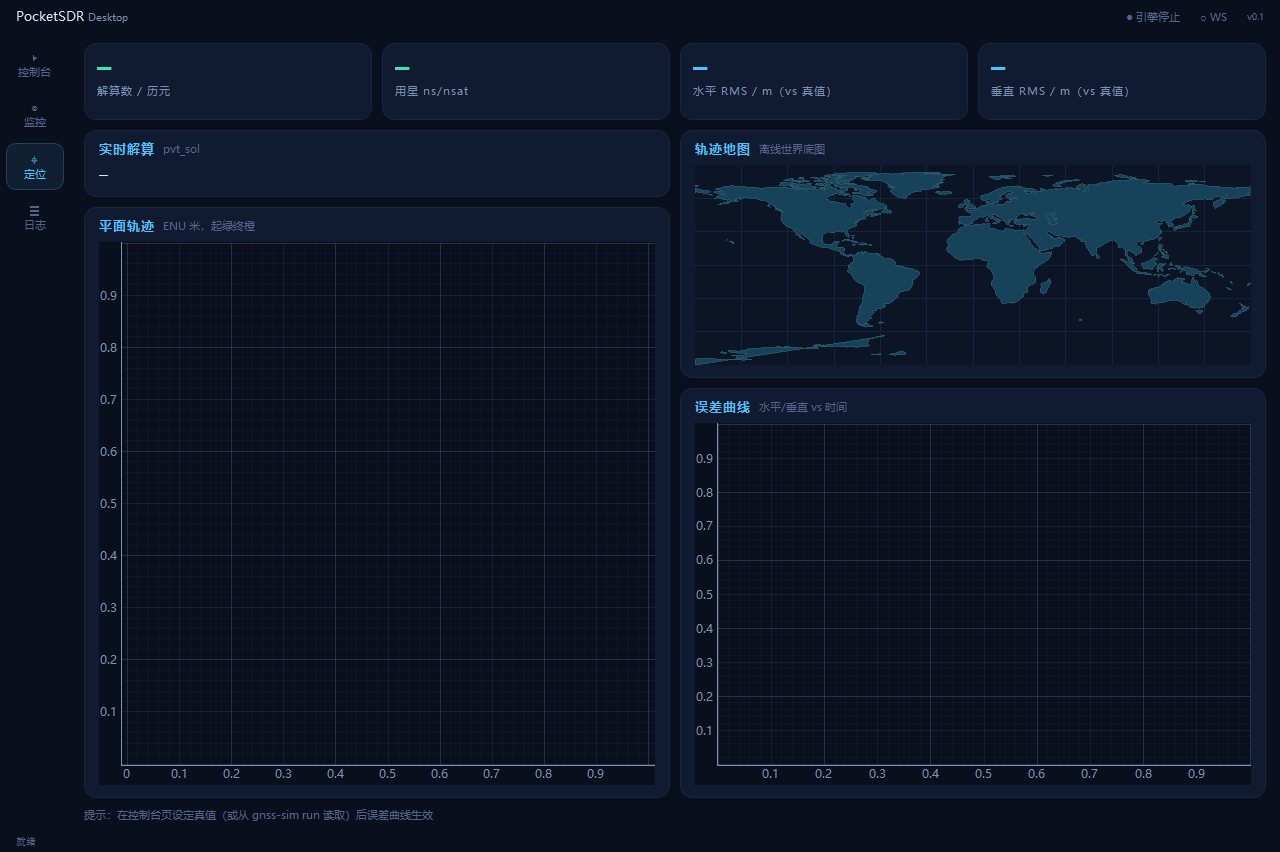 PocketSDR Desktop
● 引擎停止
○ WS
v0.1
控制台
监控
定位
日志
—
解算数 / 历元
—
用星 ns/nsat
—
水平 RMS / m（vs 真值）
—
垂直 RMS / m（vs 真值）
实时解算 pvt_sol
—
平面轨迹 ENU 米，起绿终橙
0.9
0.8
0.7
0.6
0.5
0.4
0.3
0.2
0.1
0 0.1 0.2 0.3 0.4 0.5 0.6 0.7 0.8 0.9
轨迹地图 离线世界底图
误差曲线 水平/垂直 vs 时间
0.9
0.8
0.7
0.6
0.5
0.4
0.3
0.2
0.1
0.1 0.2 0.3 0.4 0.5 0.6 0.7 0.8 0.9
提示：在控制台页设定真值（或从 gnss-sim run 读取）后误差曲线生效
就绪